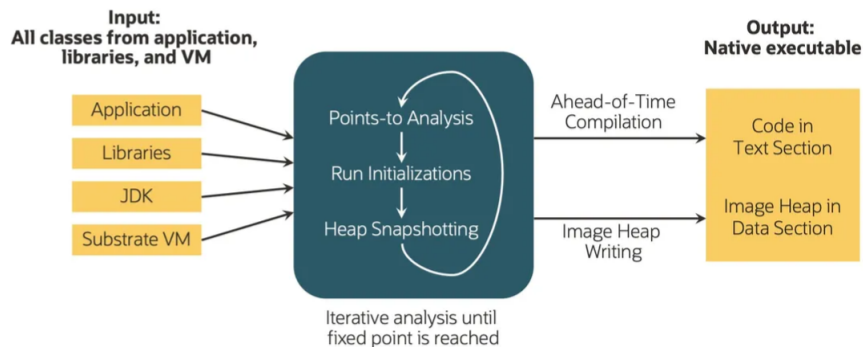 Input:
All classes from application,
libraries, and VM
Application
Libraries
JDK
Substrate VM
Points-to Analysis
Run Initializations
Heap Snapshotting
Iterative analysis until
fixed point is reached
Ahead-of-Time
Compilation
Image Heap
Writing
Output:
Native executable
Code in
Text Section
Image Heap in
Data Section